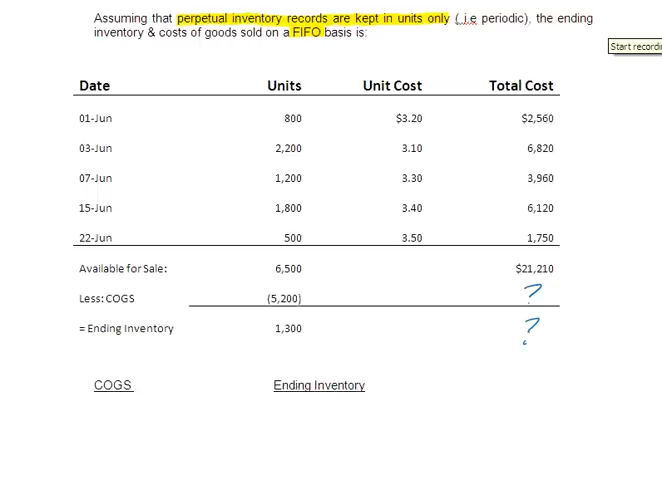 Assuming that perpetual inventory records are kept in units only ( i.e periodic), the ending
inventory & costs of goods sold on a FIFO basis is:
Start recordi
Date Units Unit Cost Total Cost
01-Jun 800 $3.20 $2,560
03-Jun 2,200 3.10 6,820
07-Jun 1,200 3.30 3,960
15-Jun 1,800 3.40 6,120
22-Jun 500 3.50 1,750
Available for Sale: 6,500 $21,210
Less: COGS (5,200) ?
= Ending Inventory 1,300 ?
COGS Ending Inventory